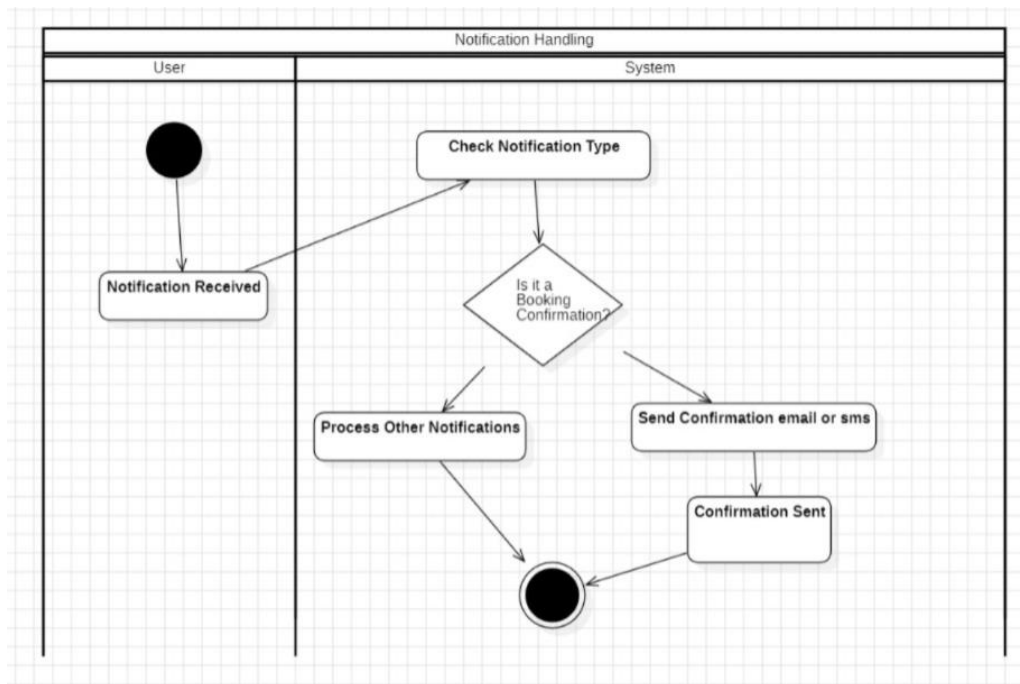 Notification Handling
User
System
Check Notification Type
Notification Received
Is it a
Booking
Confirmation?
Process Other Notifications
Send Confirmation email or sms
Confirmation Sent